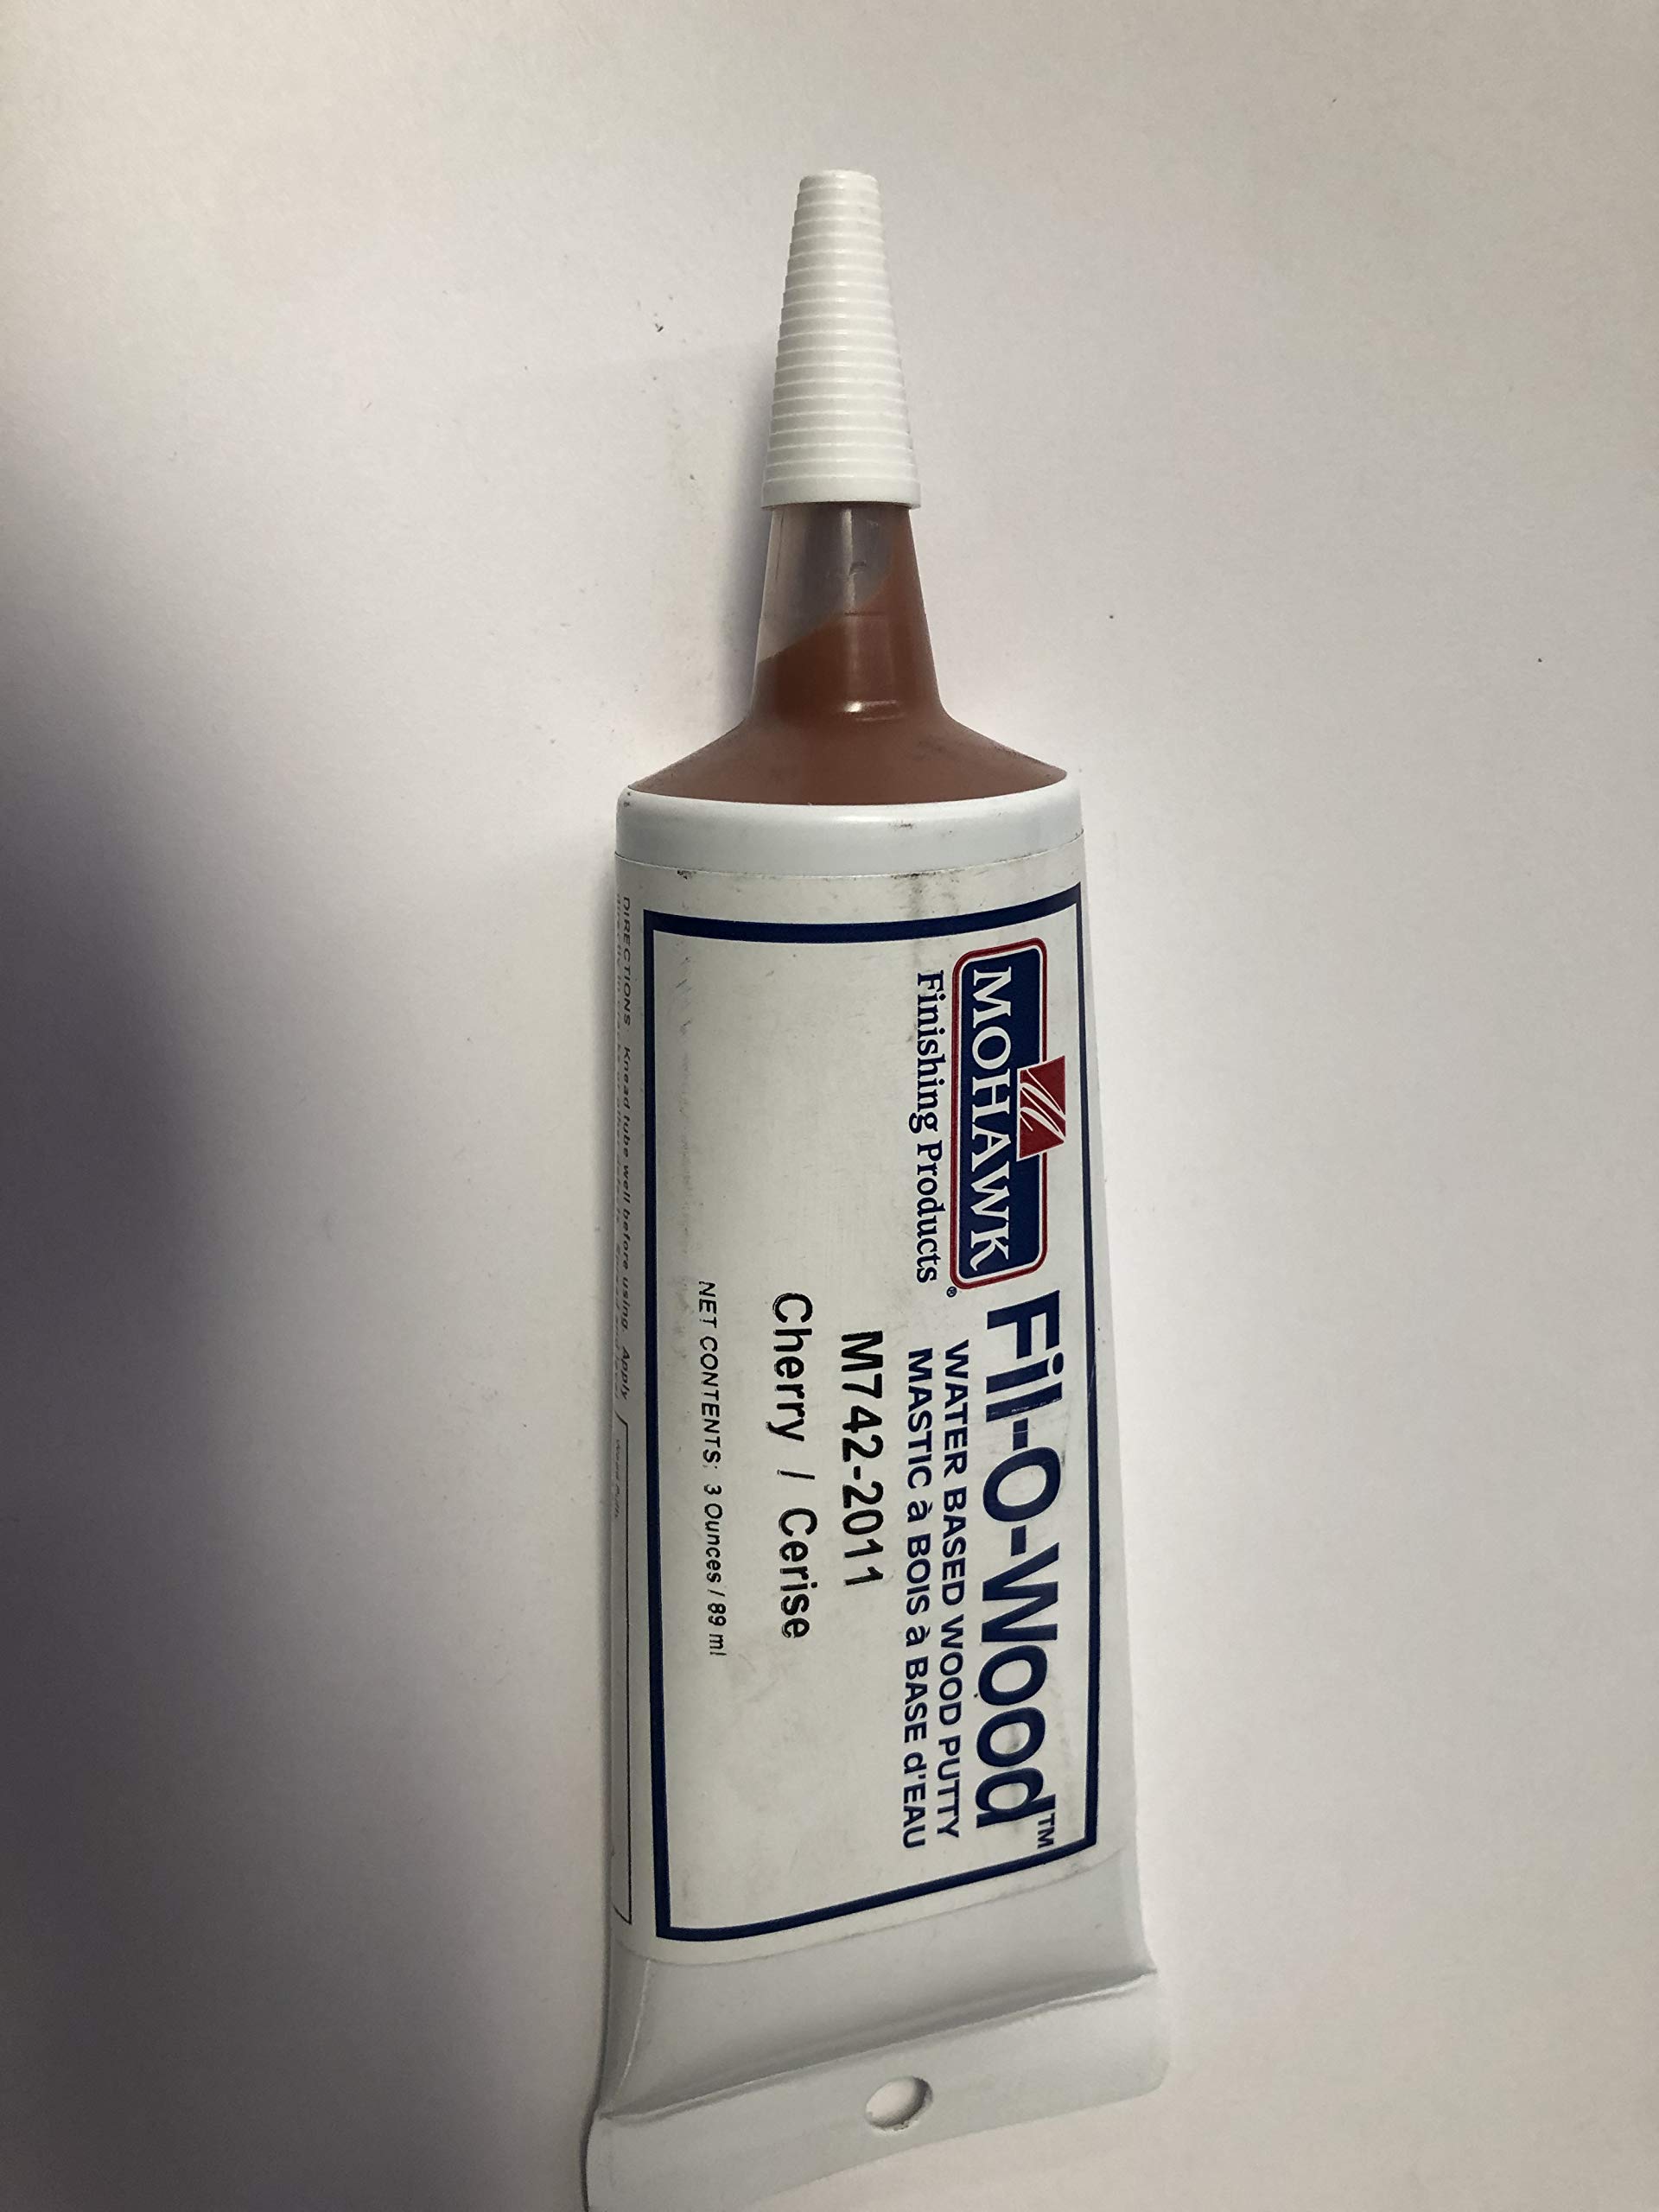 MOHAWK
Finishing Products®
Fil-O-Wood™
WATER BASED WOOD PUTTY
MASTIC à BOIS à BASE d'EAU
M742-2011
Cherry / Cerise
NET CONTENTS: 3 Ounces / 89 ml
DIRECTIONS: Knead tube well before using. Apply